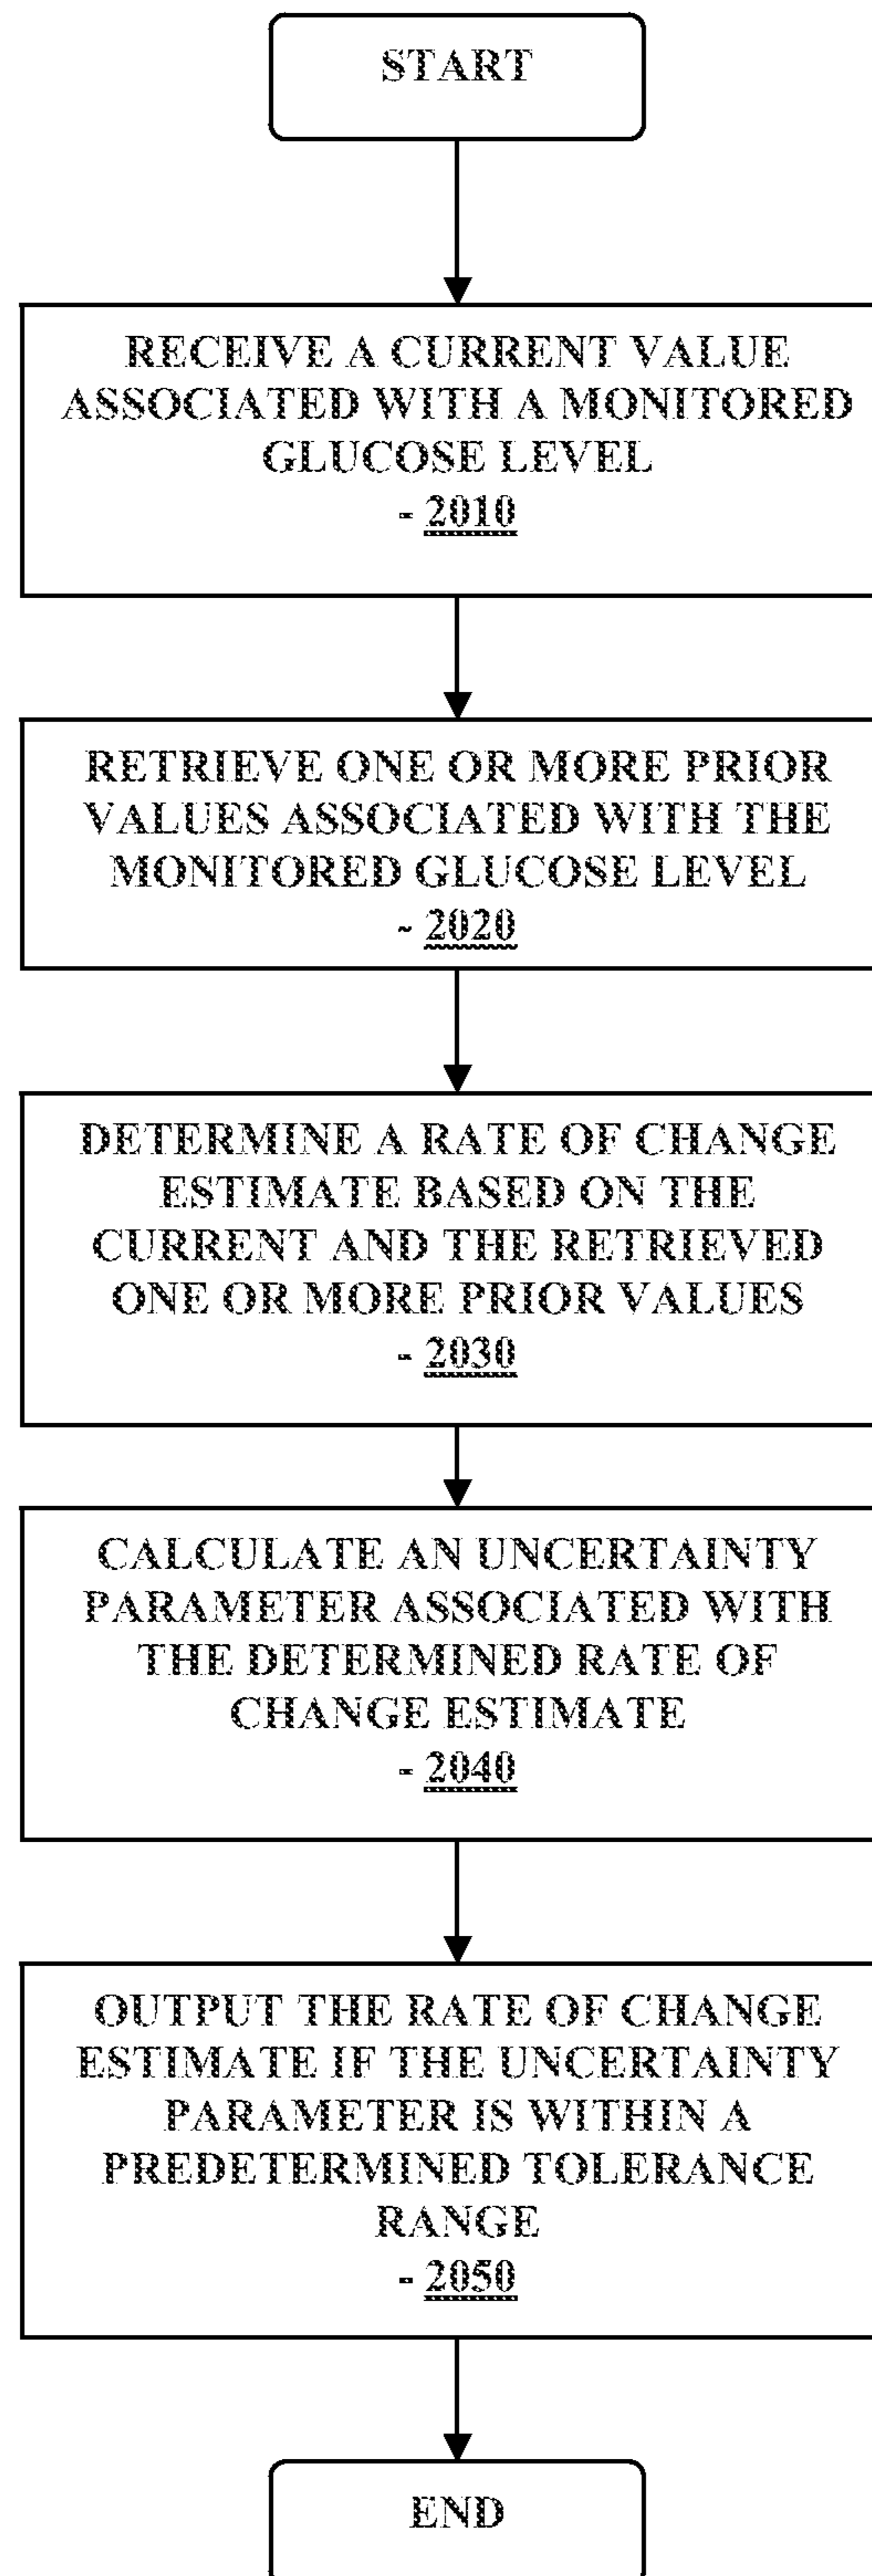 START
RECEIVE A CURRENT VALUE
ASSOCIATED WITH A MONITORED
GLUCOSE LEVEL
- 2010
RETRIEVE ONE OR MORE PRIOR
VALUES ASSOCIATED WITH THE
MONITORED GLUCOSE LEVEL
- 2020
DETERMINE A RATE OF CHANGE
ESTIMATE BASED ON THE
CURRENT AND THE RETRIEVED
ONE OR MORE PRIOR VALUES
- 2030
CALCULATE AN UNCERTAINTY
PARAMETER ASSOCIATED WITH
THE DETERMINED RATE OF
CHANGE ESTIMATE
- 2040
OUTPUT THE RATE OF CHANGE
ESTIMATE IF THE UNCERTAINTY
PARAMETER IS WITHIN A
PREDETERMINED TOLERANCE
RANGE
- 2050
END